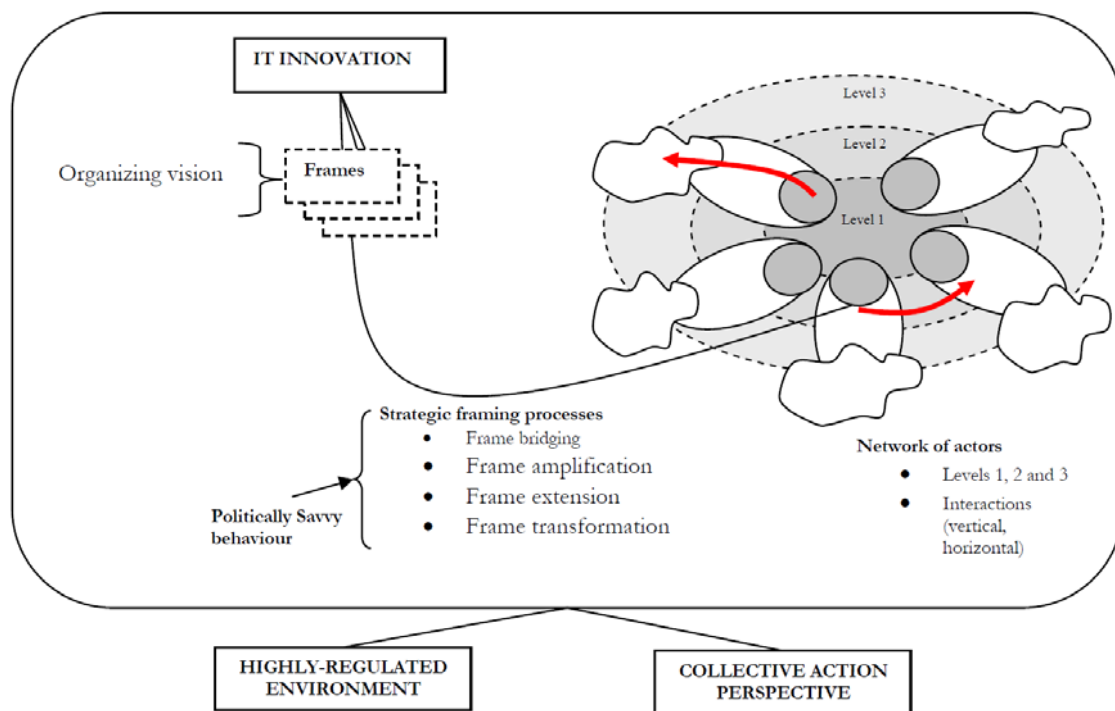 IT INNOVATION
Organizing vision
Frames
Level 3
Level 2
Level 1
Strategic framing processes
• Frame bridging
• Frame amplification
• Frame extension
• Frame transformation
Politically Savvy
behaviour
Network of actors
• Levels 1, 2 and 3
• Interactions
(vertical,
horizontal)
HIGHLY-REGULATED
ENVIRONMENT
COLLECTIVE ACTION
PERSPECTIVE